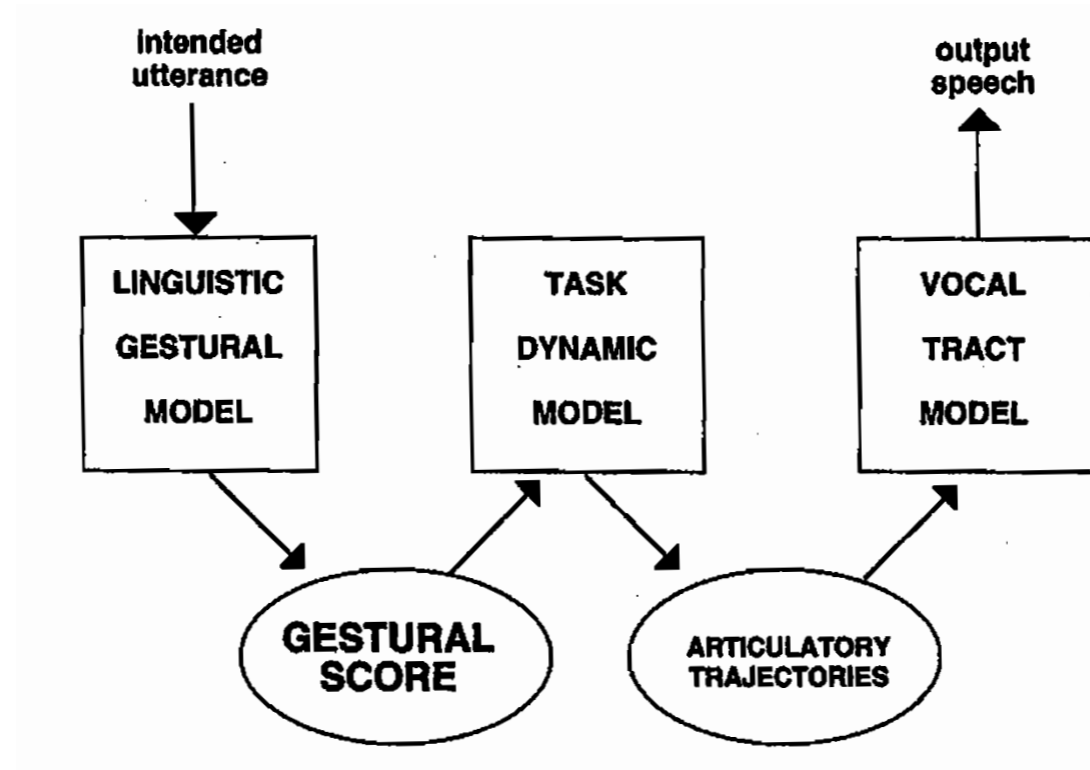 intended
utterance
output
speech
LINGUISTIC
GESTURAL
MODEL
TASK
DYNAMIC
MODEL
VOCAL
TRACT
MODEL
GESTURAL
SCORE
ARTICULATORY
TRAJECTORIES